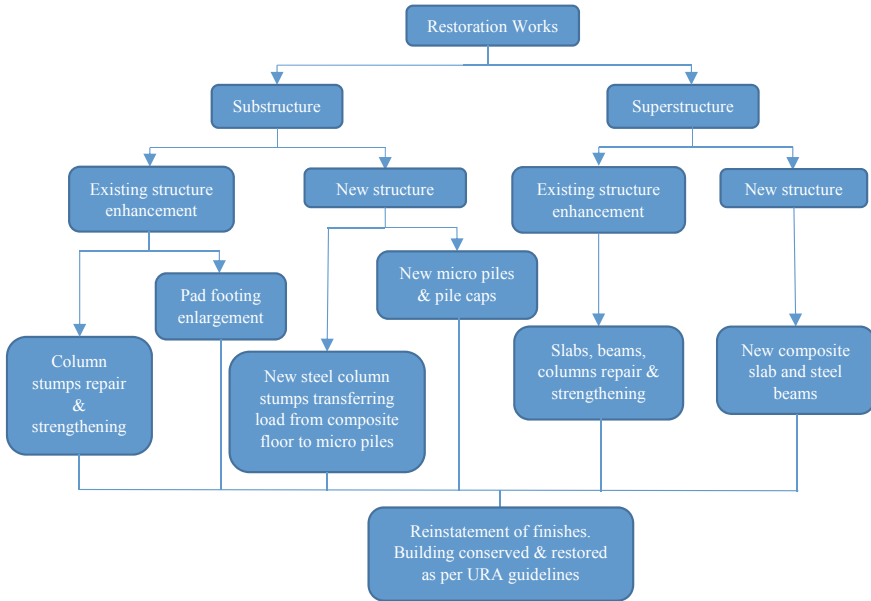 Restoration Works
Substructure
Superstructure
Existing structure
enhancement
New structure
Existing structure
enhancement
New structure
New micro piles
& pile caps
Pad footing
enlargement
Column
stumps repair
&
strengthening
New steel column
stumps transferring
load from composite
floor to micro piles
Slabs, beams,
columns repair &
strengthening
New composite
slab and steel
beams
Reinstatement of finishes.
Building conserved & restored
as per URA guidelines